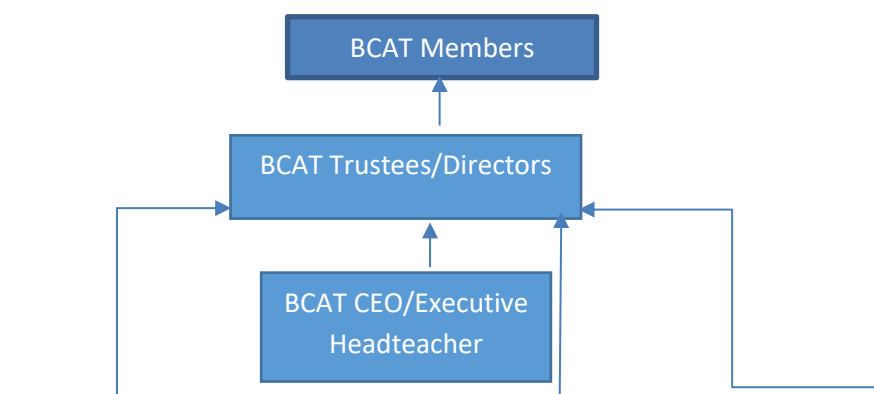 BCAT Members
BCAT Trustees/Directors
BCAT CEO/Executive
Headteacher